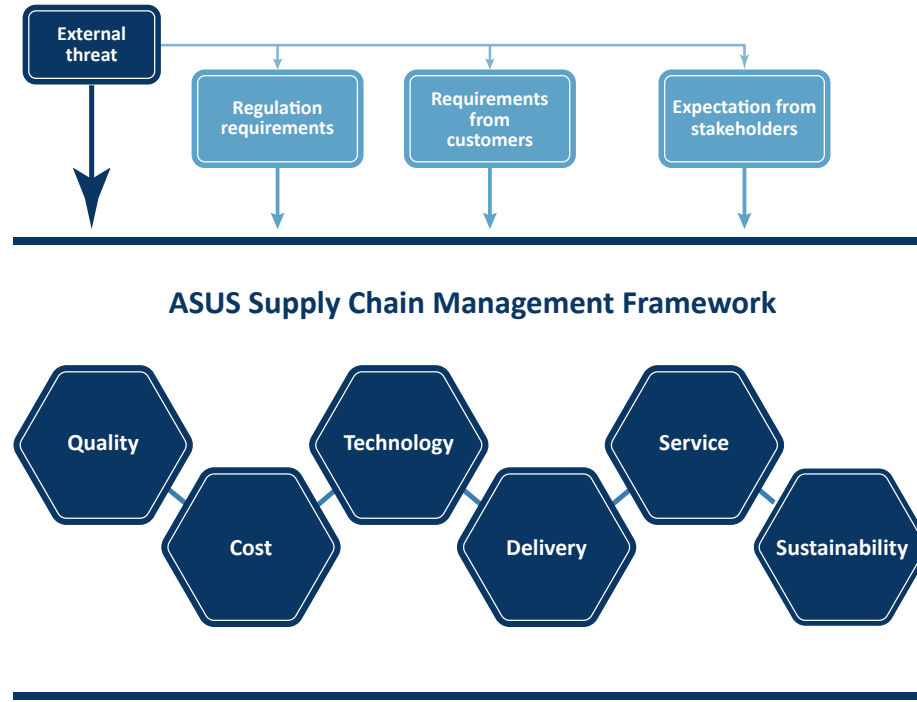 External
threat
Regulation
requirements
Requirements
from
customers
Expectation from
stakeholders
ASUS Supply Chain Management Framework
Quality
Technology
Service
Cost
Delivery
Sustainability